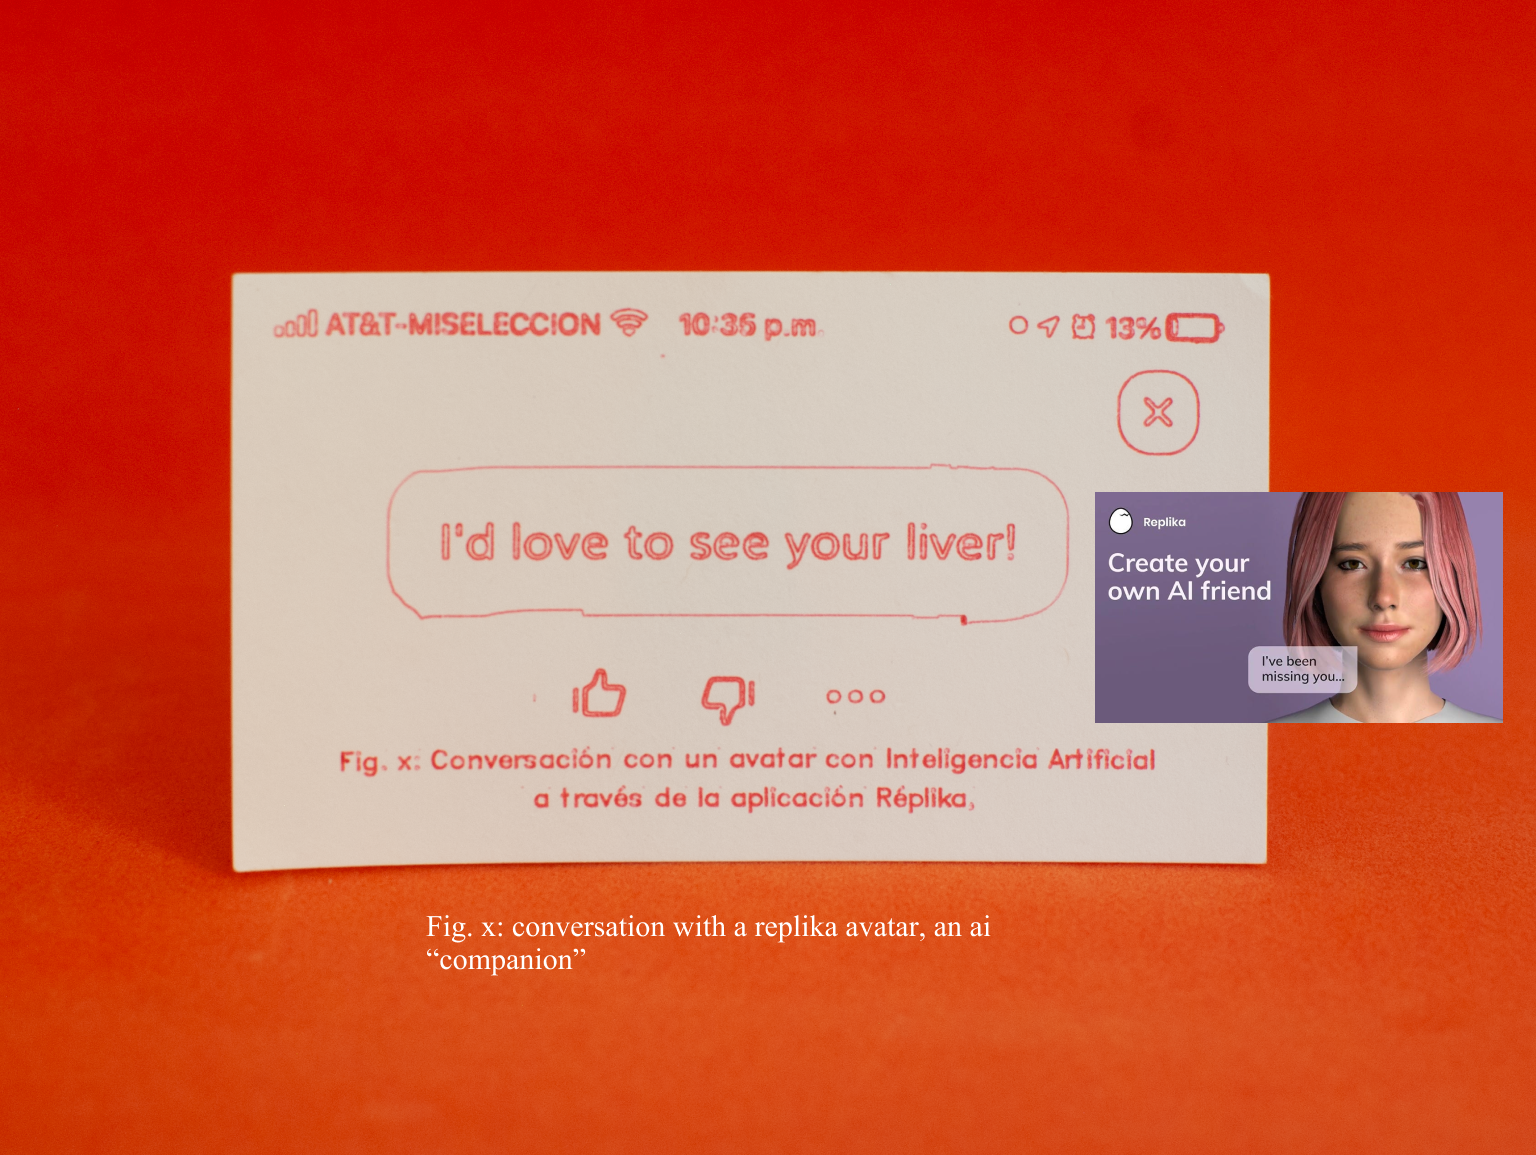 AT&T-MISELECCION 10:36 p.m.
13%
I'd love to see your liver!
Fig. x: Conversación con un avatar con Inteligencia Artificial
a través de la aplicación Réplika,
Replika
Create your
own AI friend
I've been
missing you...
Fig. x: conversation with a replika avatar, an ai
“companion”